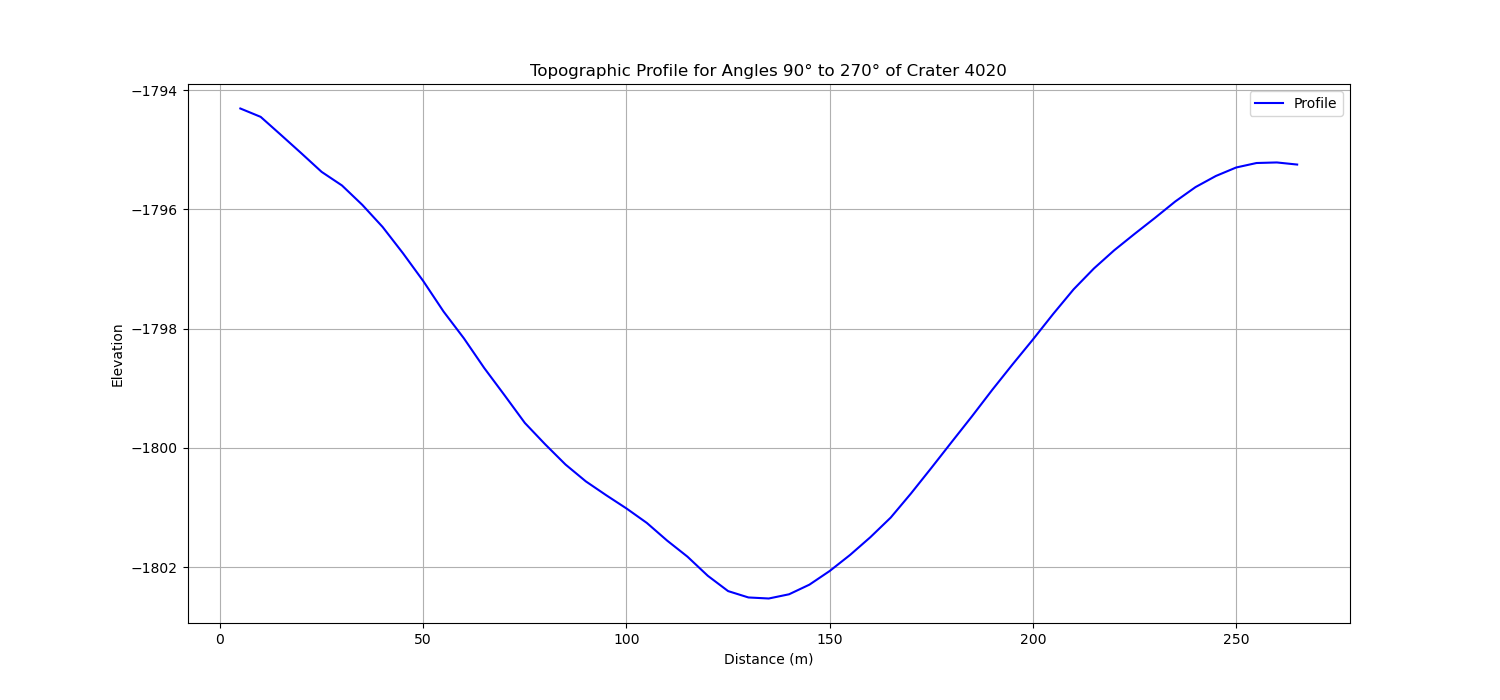 Topographic Profile for Angles 90° to 270° of Crater 4020
Profile
Elevation
−1794
−1796
−1798
−1800
−1802
0 50 100 150 200 250
Distance (m)